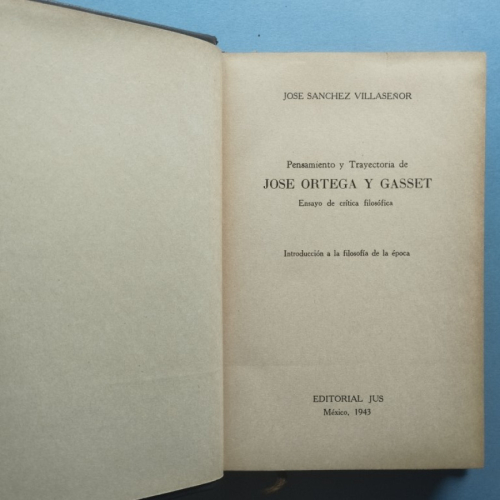 JOSE SANCHEZ VILLASEÑOR
Pensamiento y Trayectoria de
JOSE ORTEGA Y GASSET
Ensayo de crítica filosófica
Introducción a la filosofía de la época
EDITORIAL JUS
México, 1943